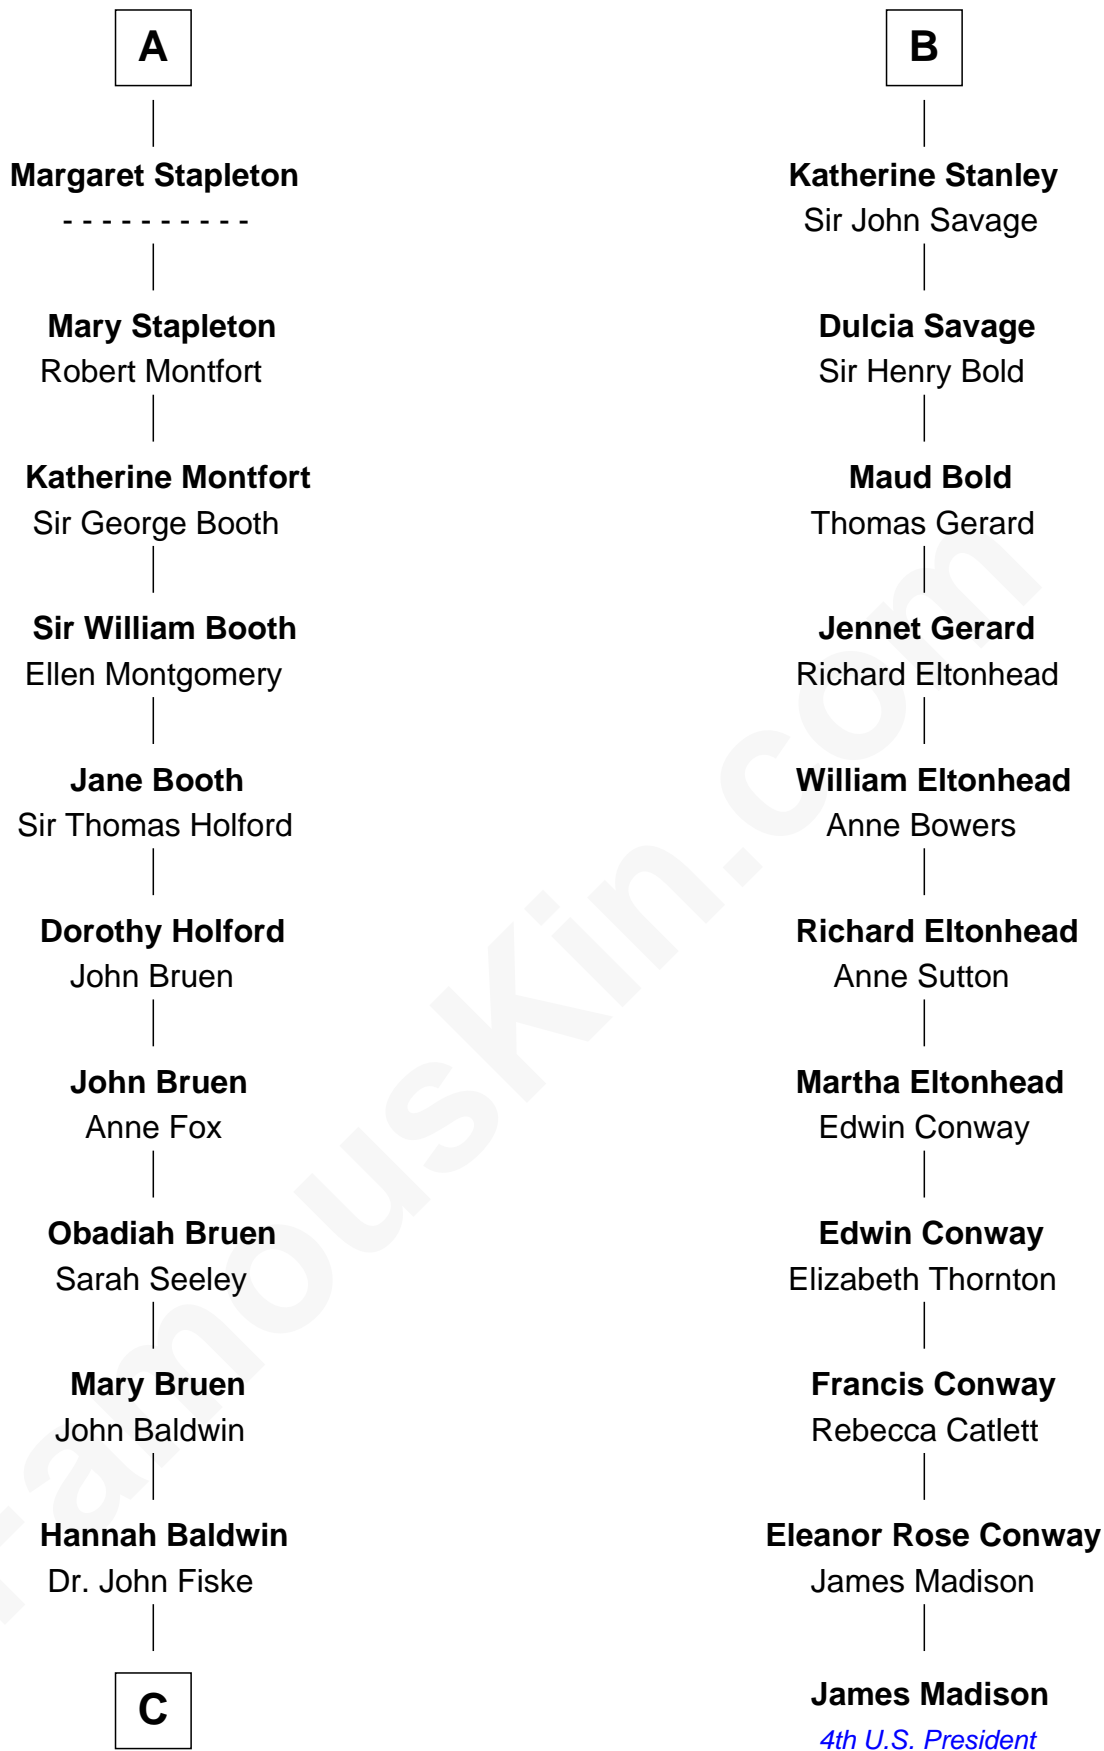 A
Margaret Stapleton
- - - - - - - - - -
Mary Stapleton
Robert Montfort
Katherine Montfort
Sir George Booth
Sir William Booth
Ellen Montgomery
Jane Booth
Sir Thomas Holford
Dorothy Holford
John Bruen
John Bruen
Anne Fox
Obadiah Bruen
Sarah Seeley
Mary Bruen
John Baldwin
Hannah Baldwin
Dr. John Fiske
C
B
Katherine Stanley
Sir John Savage
Dulcia Savage
Sir Henry Bold
Maud Bold
Thomas Gerard
Jennet Gerard
Richard Eltonhead
William Eltonhead
Anne Bowers
Richard Eltonhead
Anne Sutton
Martha Eltonhead
Edwin Conway
Edwin Conway
Elizabeth Thornton
Francis Conway
Rebecca Catlett
Eleanor Rose Conway
James Madison
James Madison
4th U.S. President
FamousKin.com